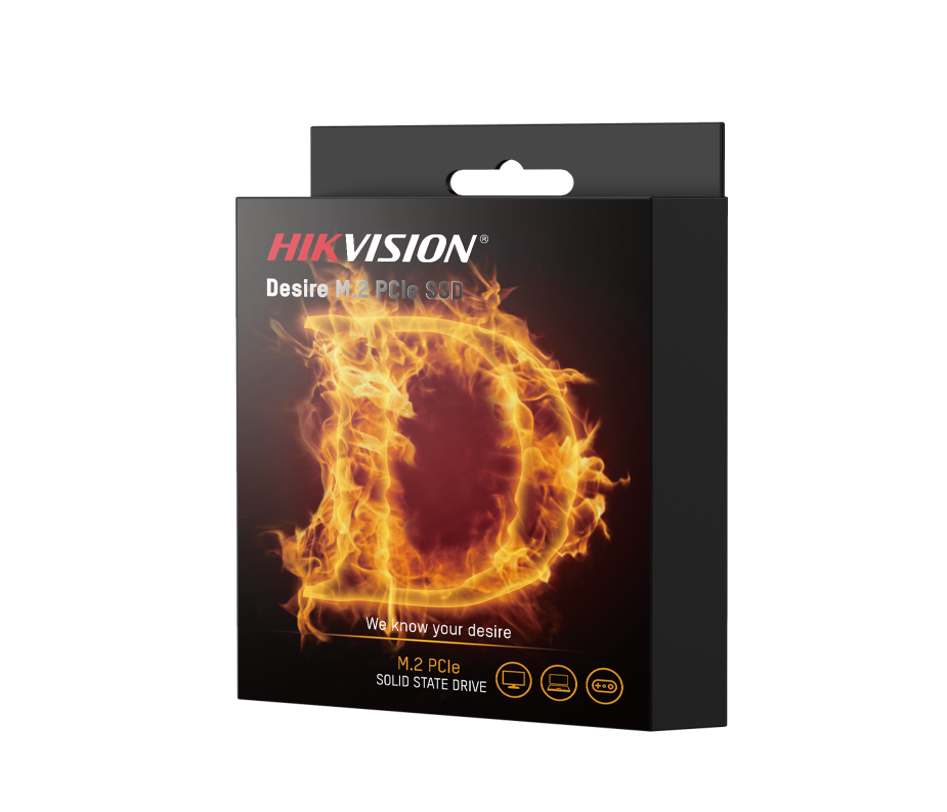 HIKVISION®
Desire M.2 PCIe SSD
D
We know your desire
M.2 PCIe
SOLID STATE DRIVE